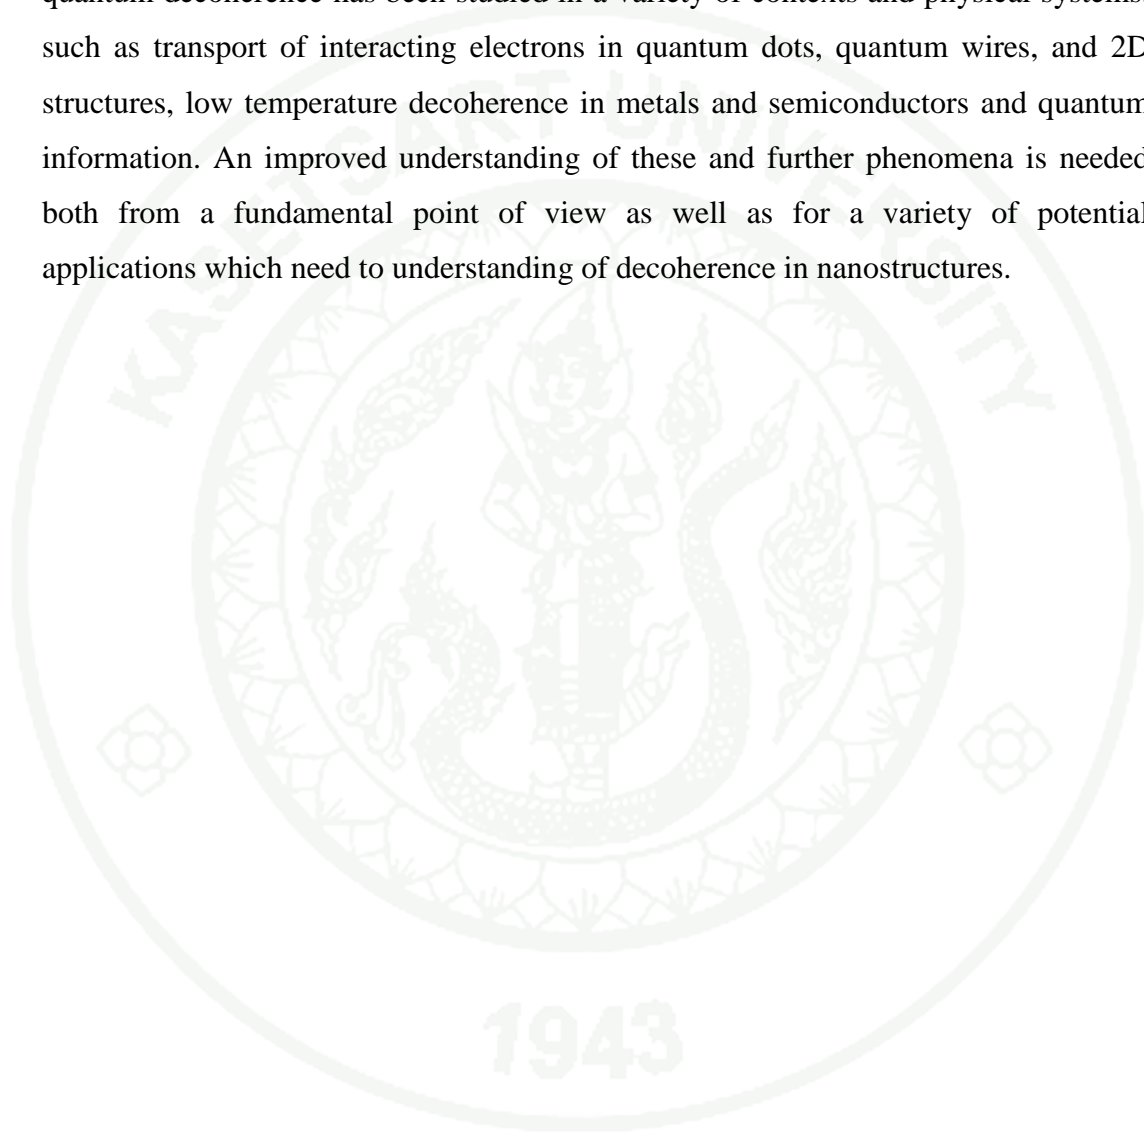 quantum decoherence has been studied in a variety of contexts and physical systems
such as transport of interacting electrons in quantum dots, quantum wires, and 2D
structures, low temperature decoherence in metals and semiconductors and quantum
information. An improved understanding of these and further phenomena is needed
both from a fundamental point of view as well as for a variety of potential
applications which need to understanding of decoherence in nanostructures.
KASETSART UNIVERSITY
1943